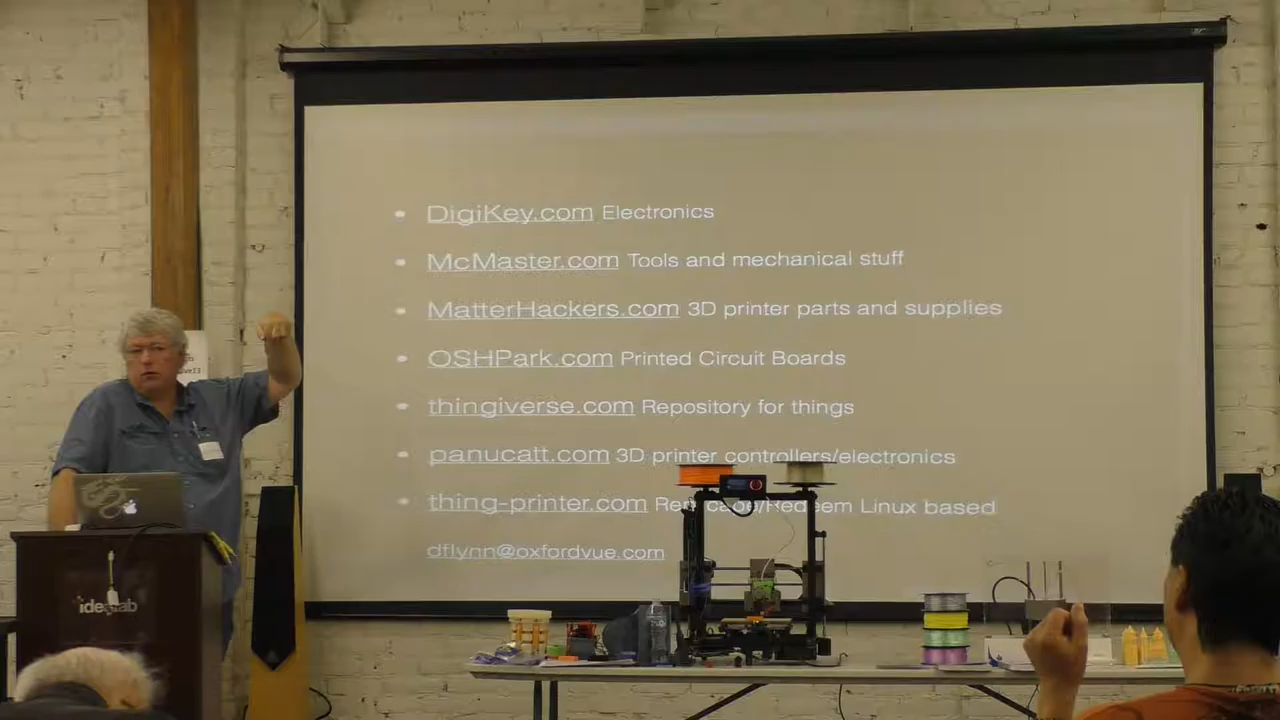 DigiKey.com Electronics
McMaster.com Tools and mechanical stuff
MatterHackers.com 3D printer parts and supplies
OSHPark.com Printed Circuit Boards
thingiverse.com Repository for things
panucatt.com 3D printer controllers/electronics
thing-printer.com Linux based
dflynn@oxfordvue.com
idealab